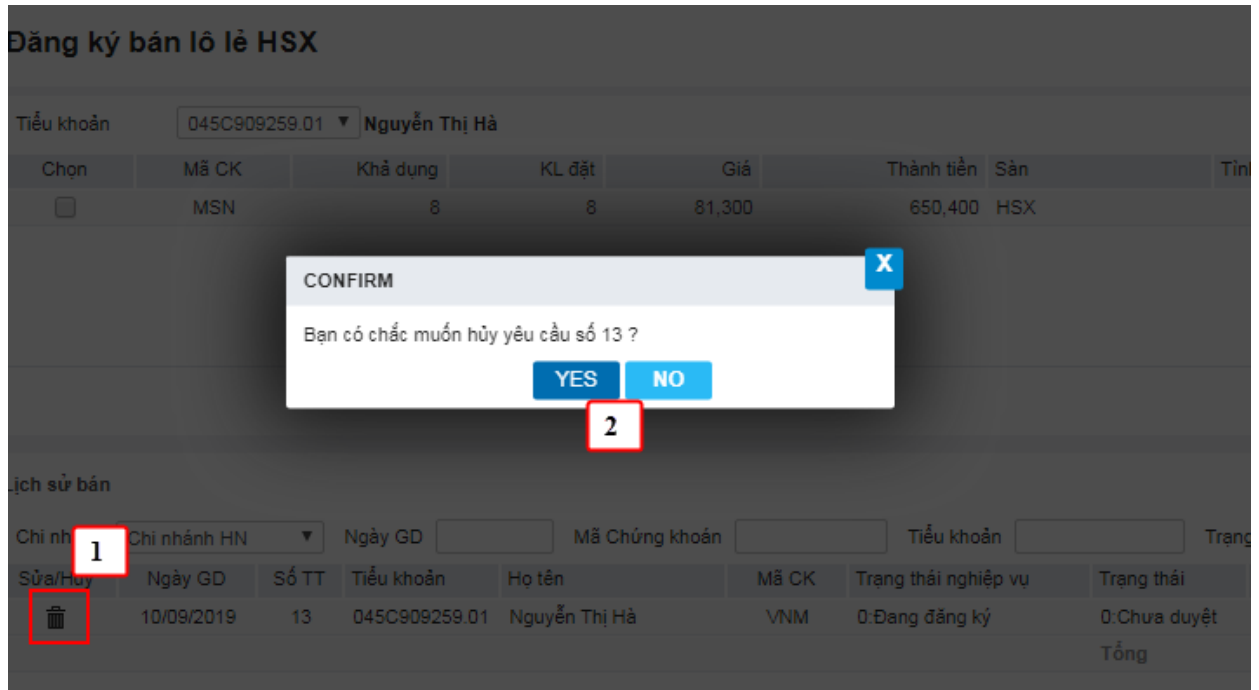 Đăng ký bán lô lẻ HSX
Tiểu khoản 045C909259.01 Nguyễn Thị Hà
Chọn Mã CK Khả dụng KL đặt Giá Thành tiền Sàn
MSN 8 8 81,300 650,400 HSX
X
CONFIRM
Bạn có chắc muốn hủy yêu cầu số 13 ?
YES NO
2
Lịch sử bán
Chi nhánh HN Ngày GD Mã Chứng khoán Tiểu khoản
1
Sửa/Hủy Ngày GD Số TT Tiểu khoản Họ tên Mã CK Trạng thái nghiệp vụ Trạng thái
10/09/2019 13 045C909259.01 Nguyễn Thị Hà VNM 0:Đang đăng ký 0:Chưa duyệt
Tổng